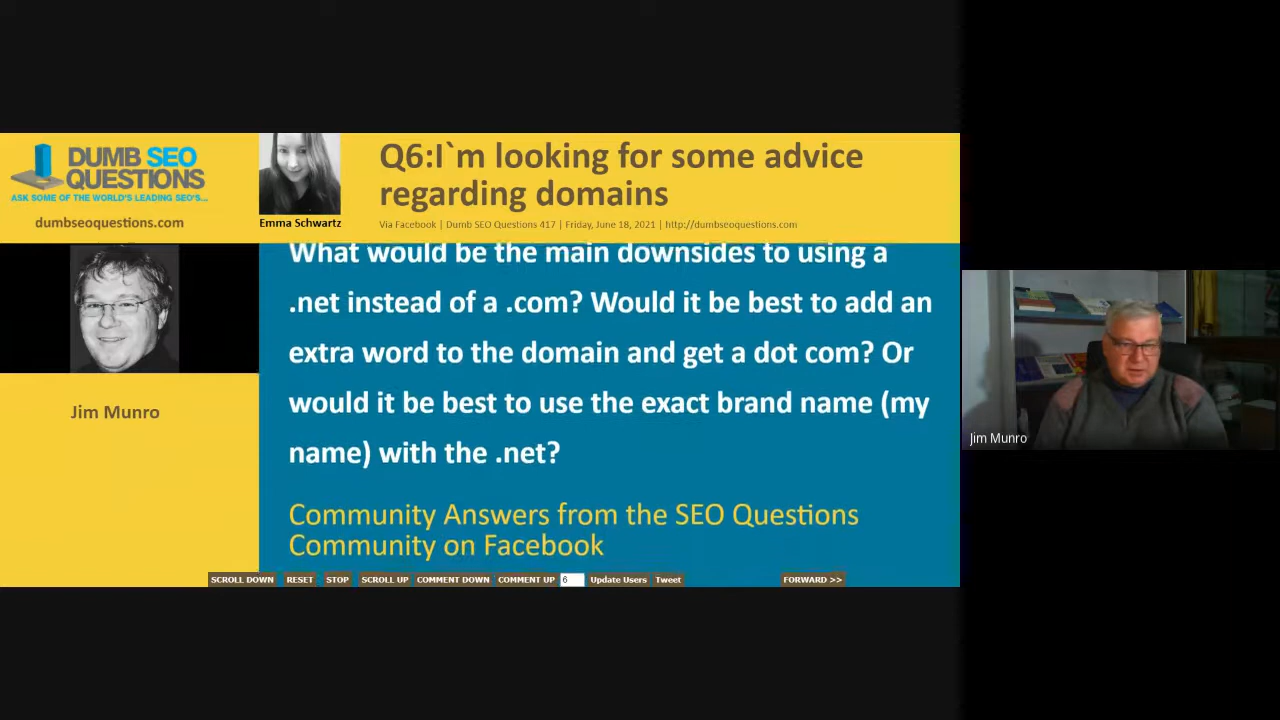 DUMB SEO
QUESTIONS
ASK SOME OF THE WORLD'S LEADING SEO'S...
dumbseoquestions.com
Emma Schwartz
Q6:I`m looking for some advice
regarding domains
Via Facebook | Dumb SEO Questions 417 | Friday, June 18, 2021 | http://dumbseoquestions.com
Jim Munro
What would be the main downsides to using a
.net instead of a .com? Would it be best to add an
extra word to the domain and get a dot com? Or
would it be best to use the exact brand name (my
name) with the .net?
Community Answers from the SEO Questions
Community on Facebook
SCROLL DOWN RESET STOP SCROLL UP COMMENT DOWN COMMENT UP 6 Update Users Tweet FORWARD >>
Jim Munro